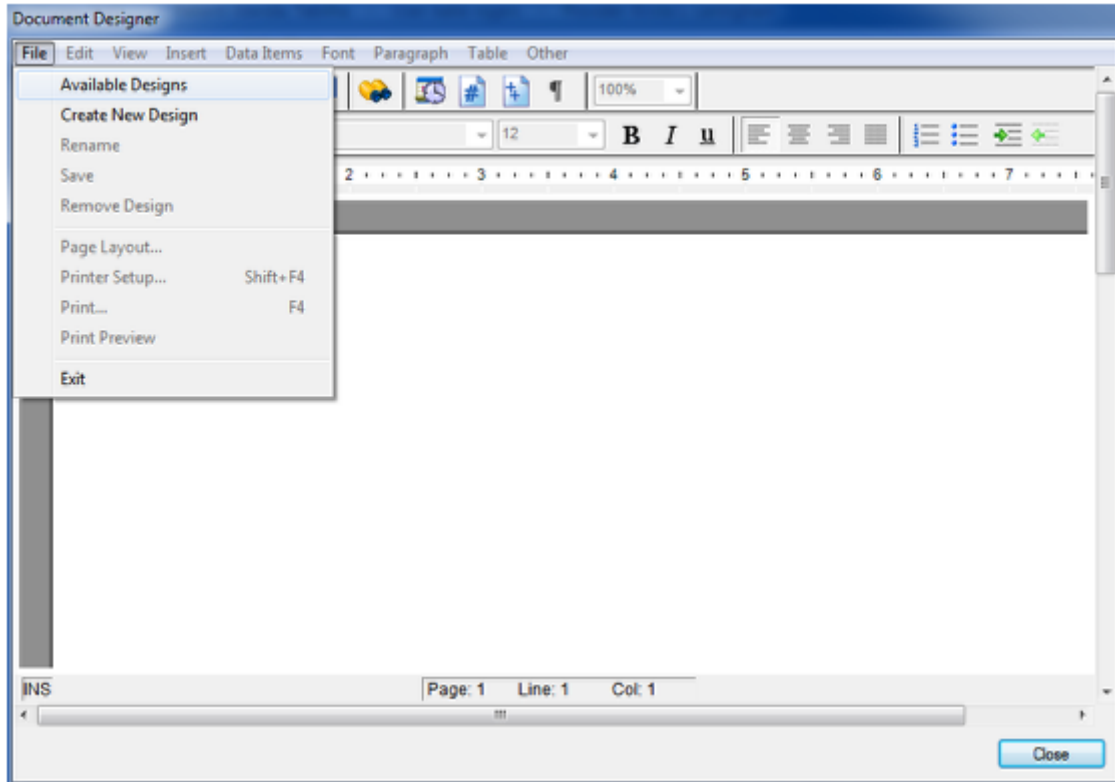 Document Designer
File Edit View Insert Data Items Font Paragraph Table Other
Available Designs
100%
Create New Design
12 B I u
Rename
Save
2 3 4 5 6 7
Remove Design
Page Layout...
Printer Setup... Shift+F4
Print... F4
Print Preview
Exit
INS Page: 1 Line: 1 Col: 1
Close